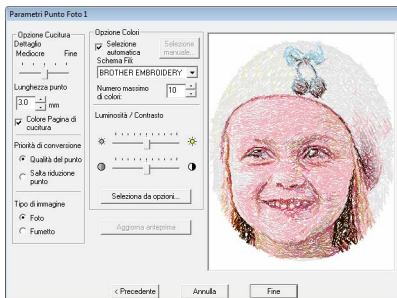 Parametri Punto Foto 1
Opzione Cucitura
Dettaglio
Mediocre Fine
Lunghezza punto
3.0 mm
Colore Pagina di
cucitura
Priorità di conversione
Qualità del punto
Salta riduzione
punto
Tipo di immagine
Foto
Fumetto
Opzione Colori
Selezione
automatica
Selezione
manuale...
Schema Fili:
BROTHER EMBROIDERY
Numero massimo
di colori:
10
Luminosità / Contrasto
Seleziona da opzioni...
Aggiorna anteprima
< Precedente
Annulla
Fine